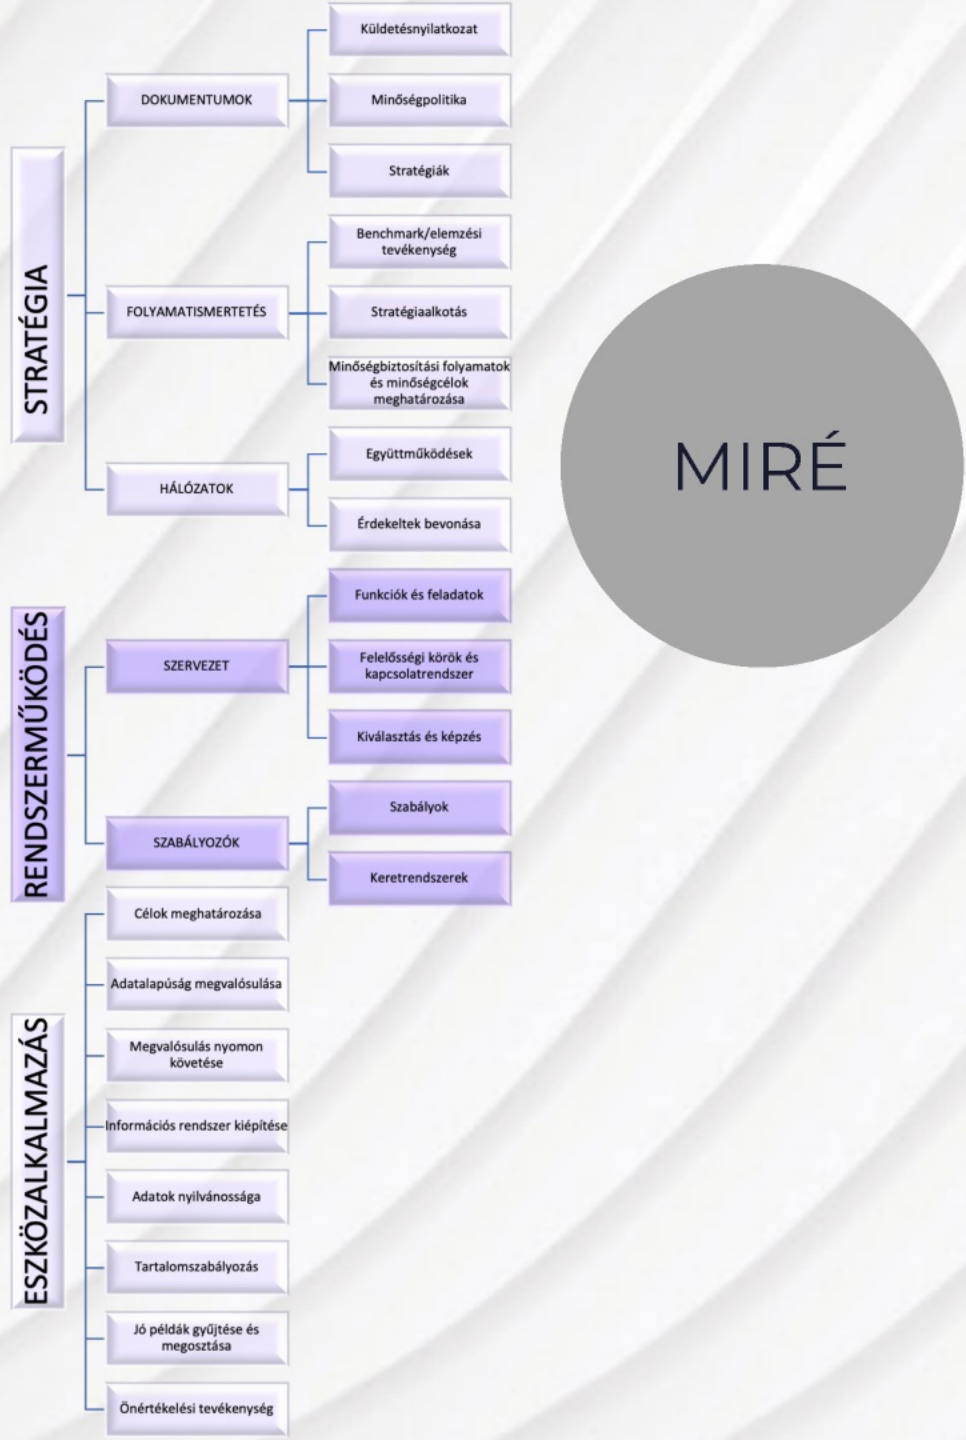 STRATÉGIA
DOKUMENTUMOK
Küldetésnyilatkozat
Minőségpolitika
Stratégiák
FOLYAMATISMERTETÉS
Benchmark/elemzési
tevékenység
Stratégiaalkotás
Minőségbiztosítási folyamatok
és minőségcélok
meghatározása
HÁLÓZATOK
Együttműködések
Érdekeltek bevonása
RENDSZERMŰKÖDÉS
SZERVEZET
Funkciók és feladatok
Felelősségi körök és
kapcsolatrendszer
Kiválasztás és képzés
SZABÁLYOZÓK
Szabályok
Keretrendszerek
ESZKÖZALKALMAZÁS
Célok meghatározása
Adatalapúság megvalósulása
Megvalósulás nyomon
követése
Információs rendszer kiépítése
Adatok nyilvánossága
Tartalomszabályozás
Jó példák gyűjtése és
megosztása
Önértékelési tevékenység
MIRÉ